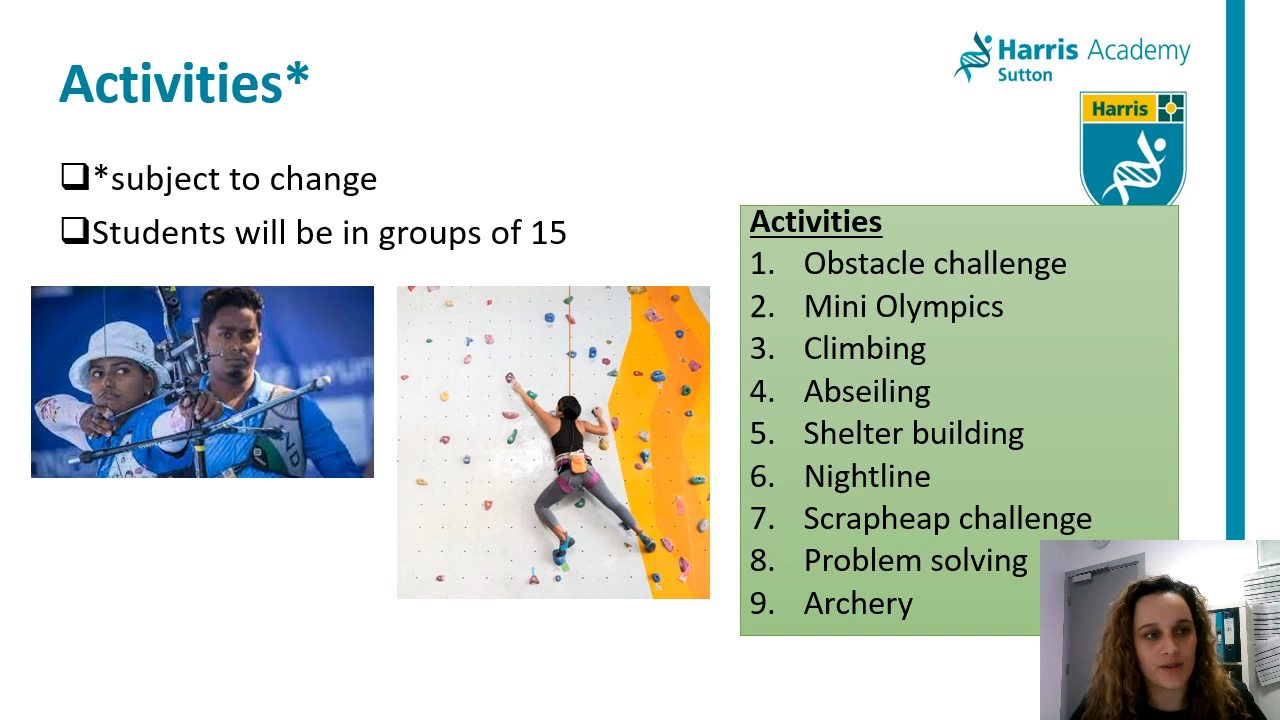 Activities*
Harris Academy
Sutton
Harris
❑*subject to change
❑Students will be in groups of 15
Activities
1. Obstacle challenge
2. Mini Olympics
3. Climbing
4. Abseiling
5. Shelter building
6. Nightline
7. Scrapheap challenge
8. Problem solving
9. Archery